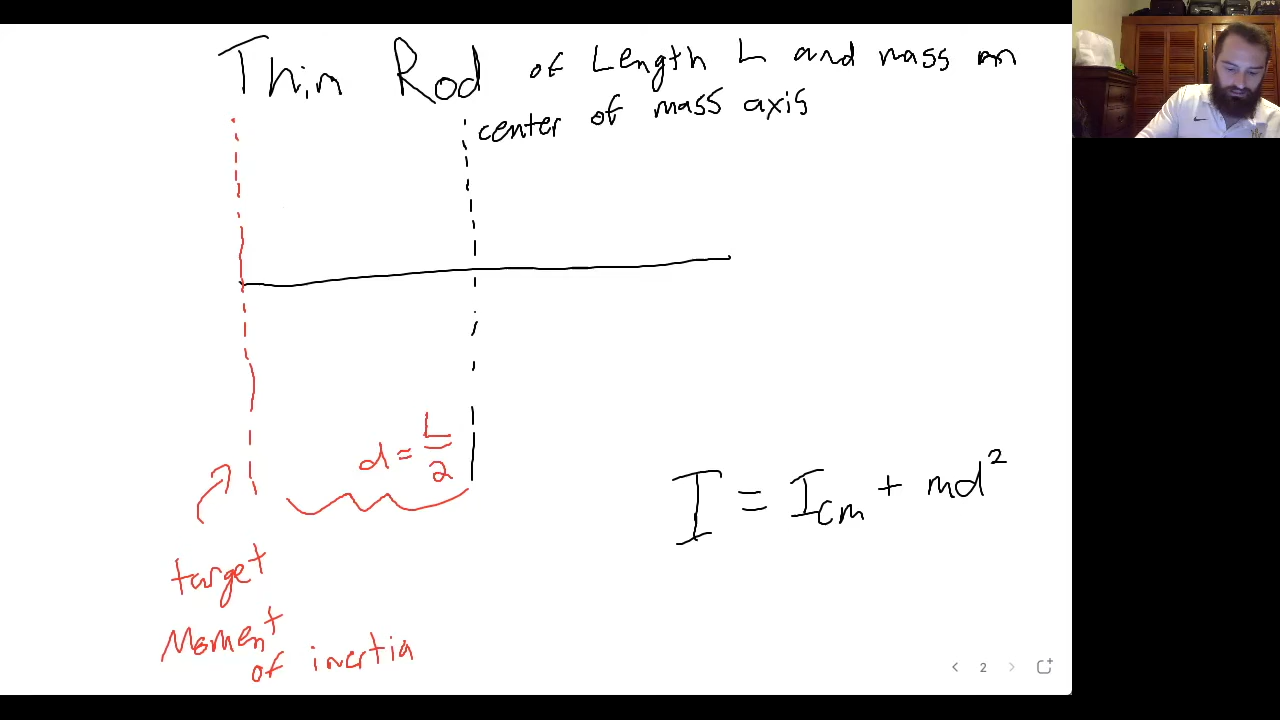 Thin Rod of Length L and mass m
center of mass axis
d = L/2
I = Icm + md²
target
Moment
of inertia
2